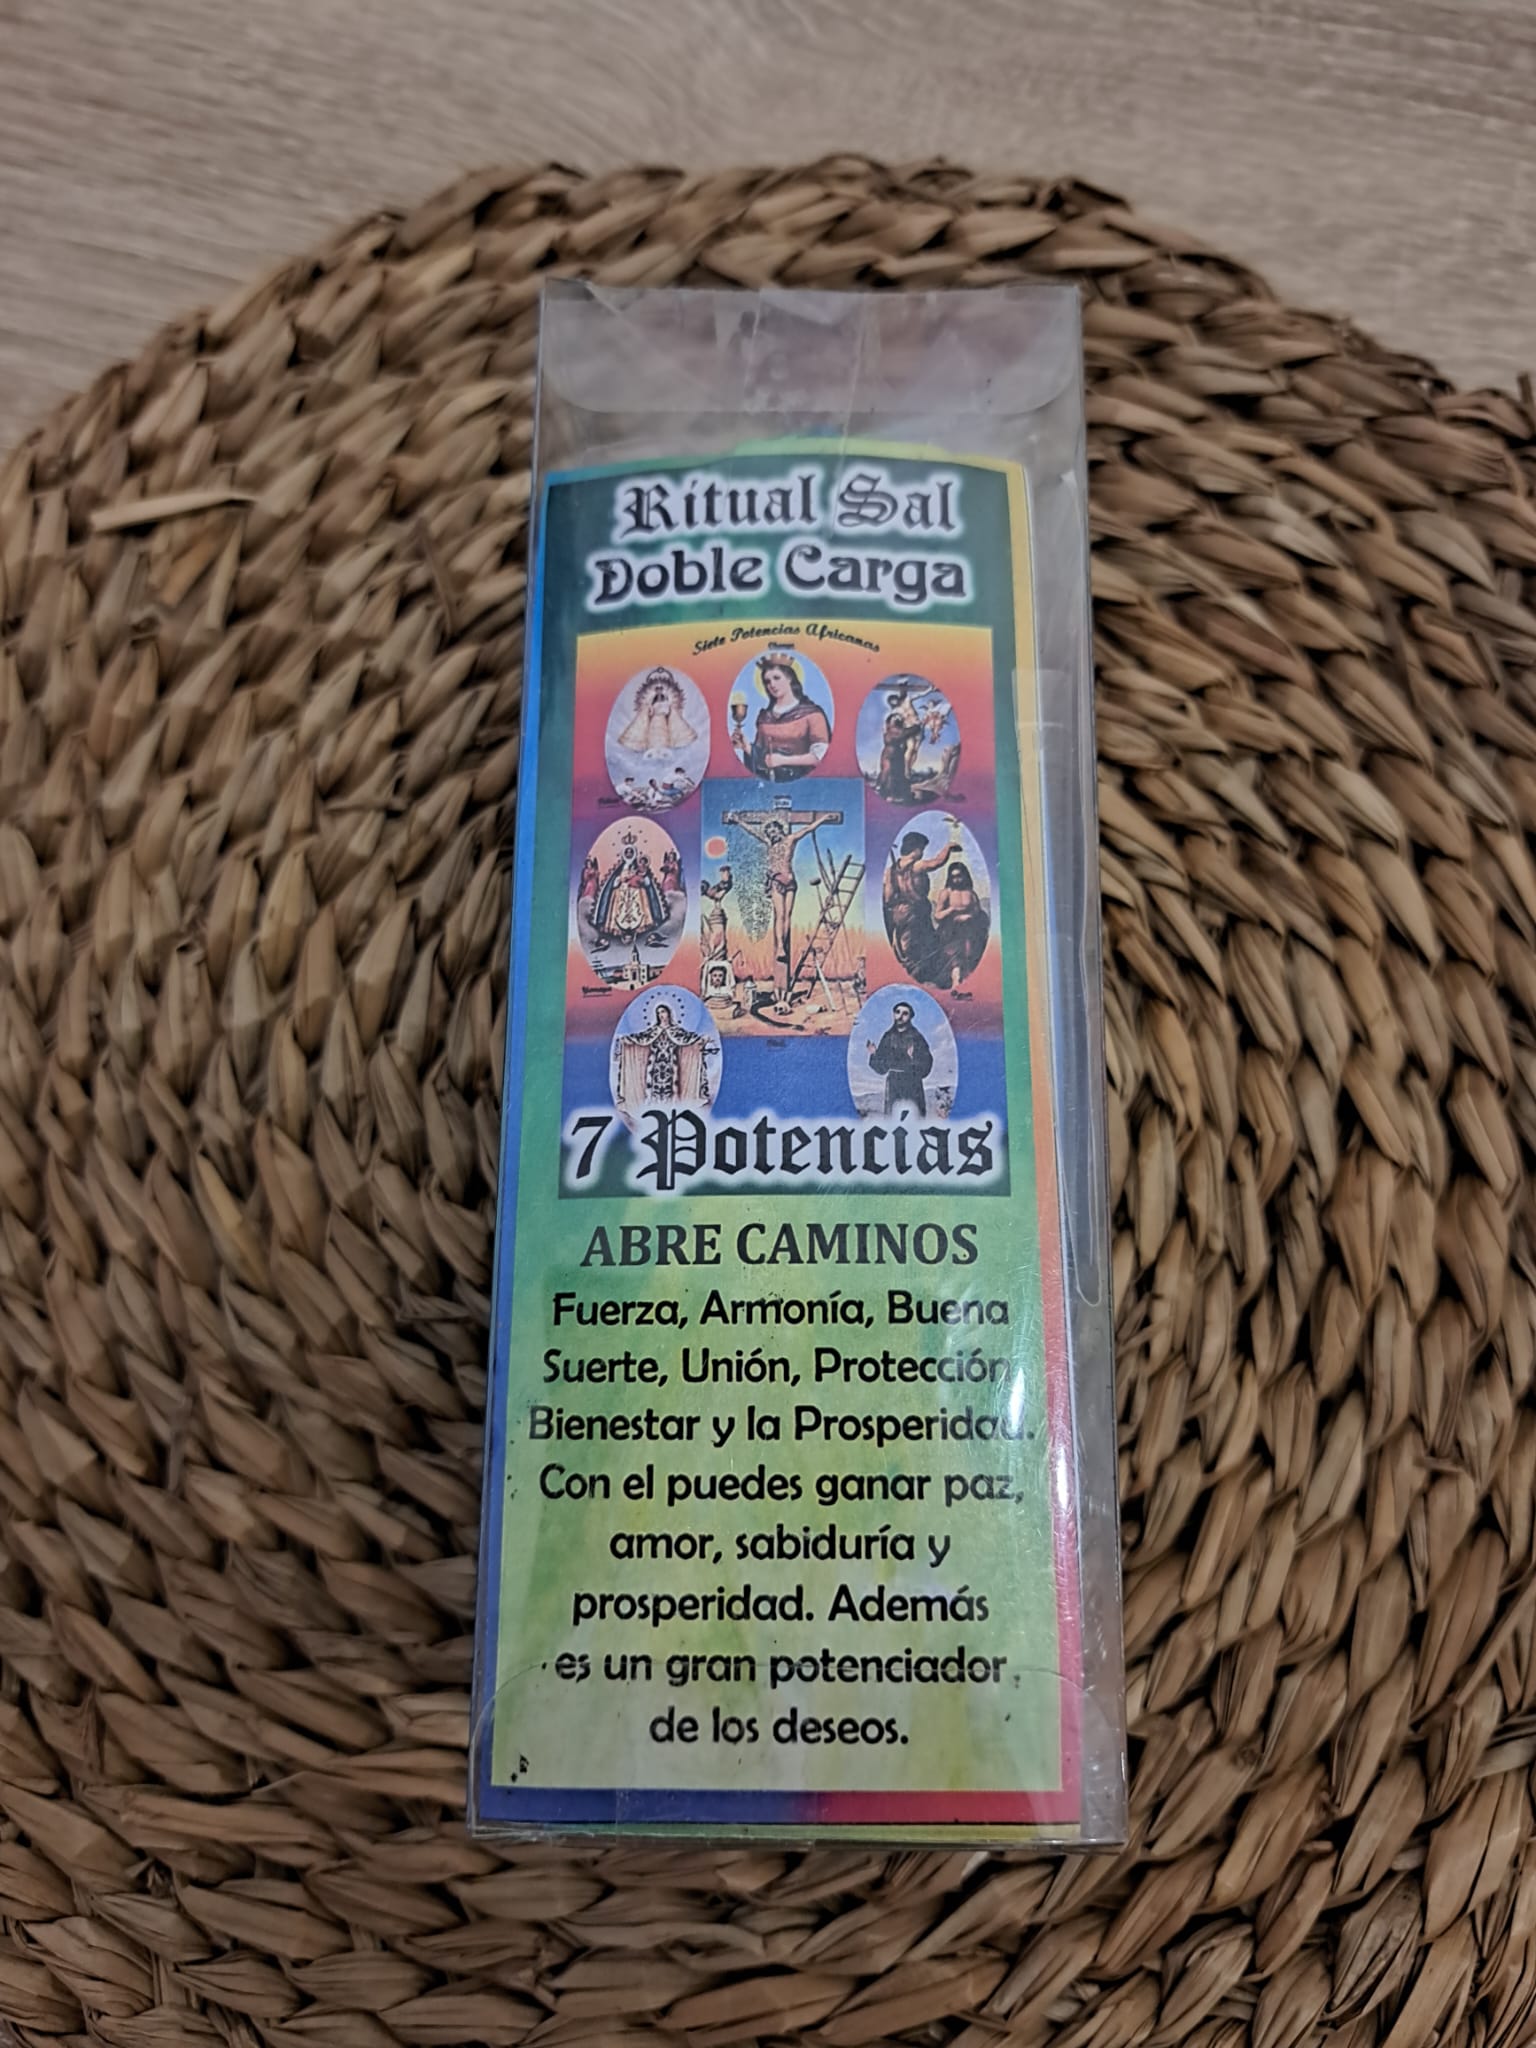 Ritual Sal
Doble Carga
Siete Potencias Africanas
7 Potencias
ABRE CAMINOS
Fuerza, Armonía, Buena
Suerte, Unión, Protección
Bienestar y la Prosperidad.
Con el puedes ganar paz,
amor, sabiduría y
prosperidad. Además
es un gran potenciador
de los deseos.